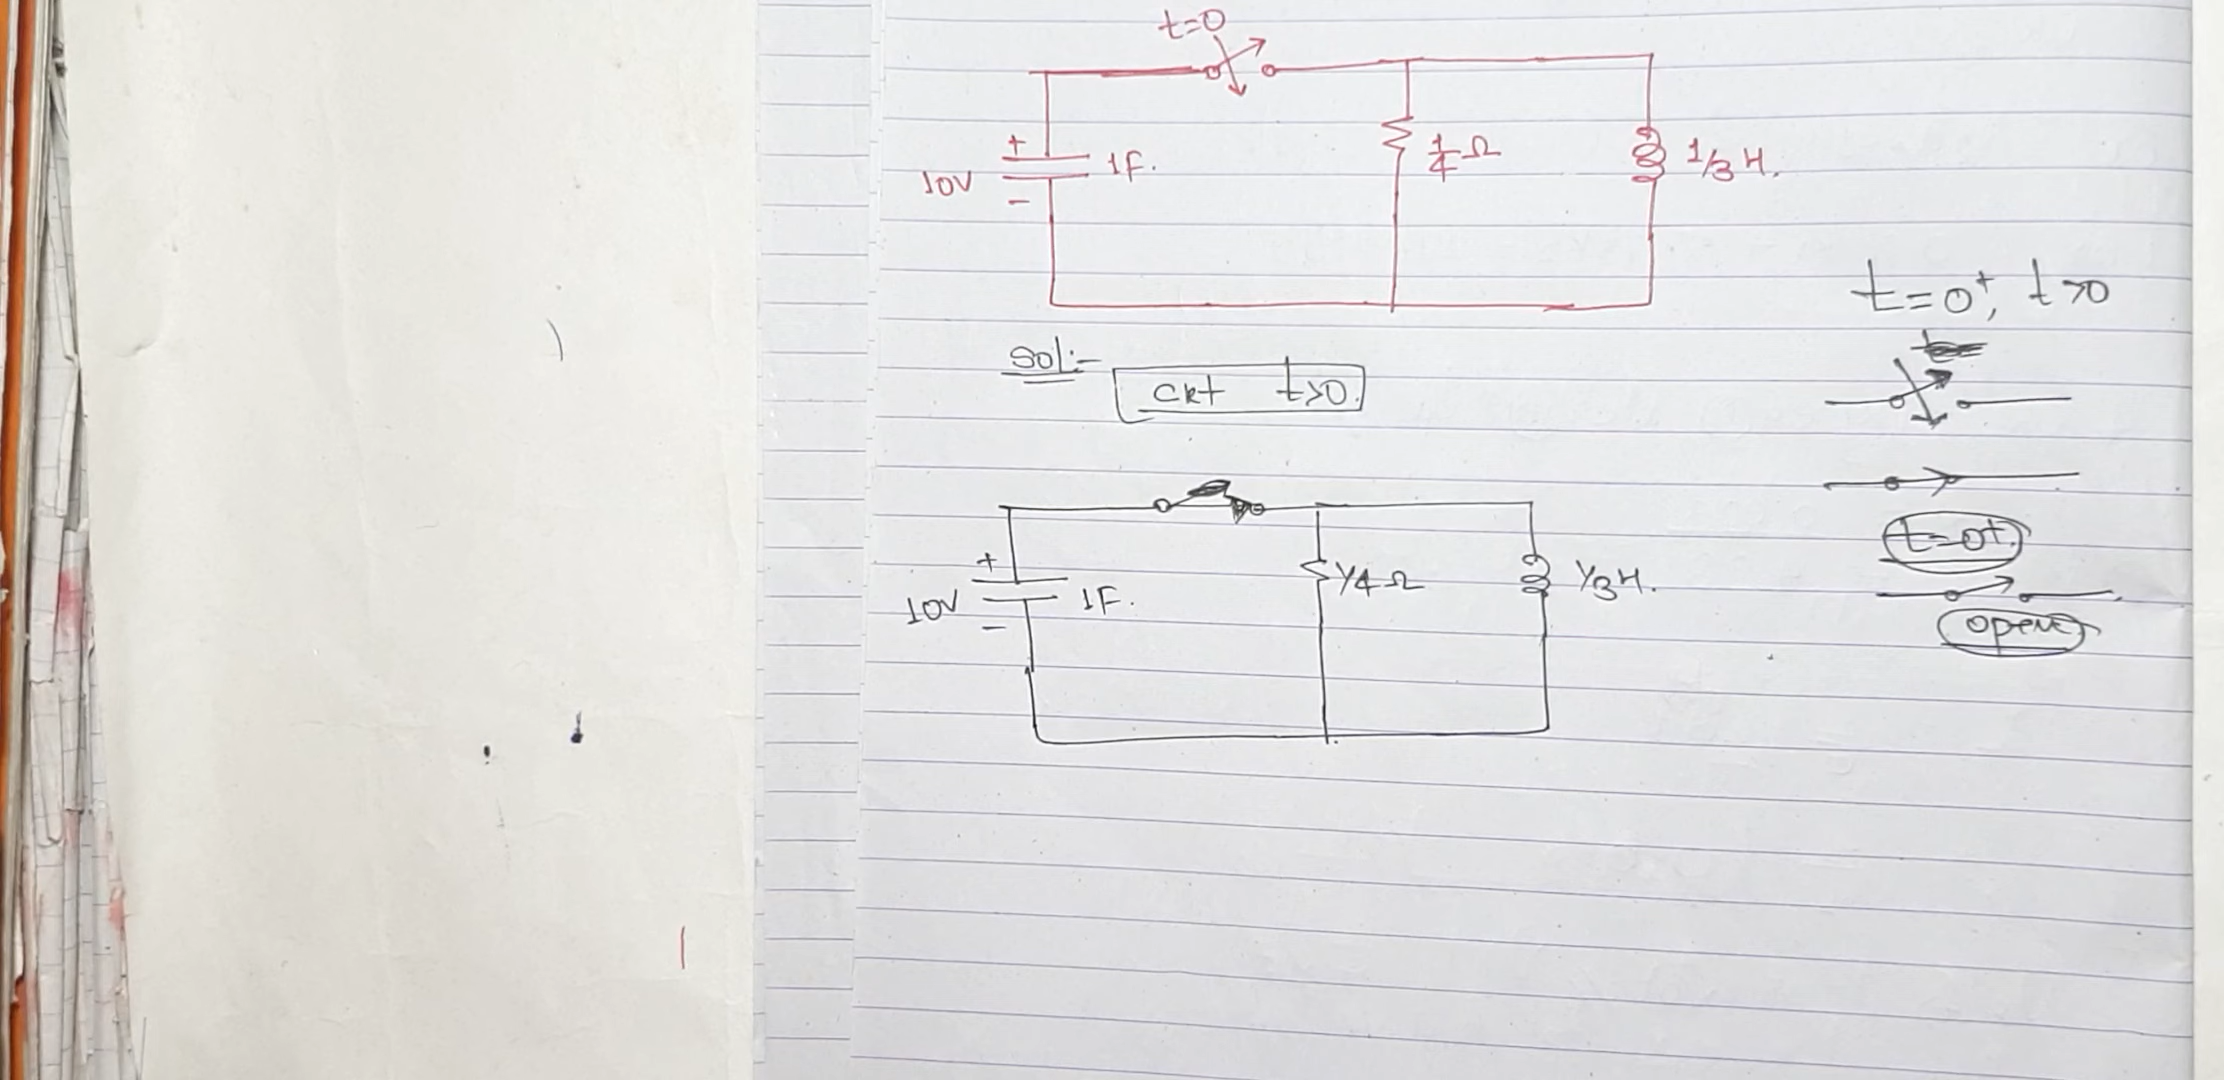 t=0
+
10V
-
1F.
1/4 Ω
1/3 H.
t=0+, t>0
Sol:-
ckt t>0.
t=0+.
open
+
10V
-
1F.
1/4 Ω
1/3 H.